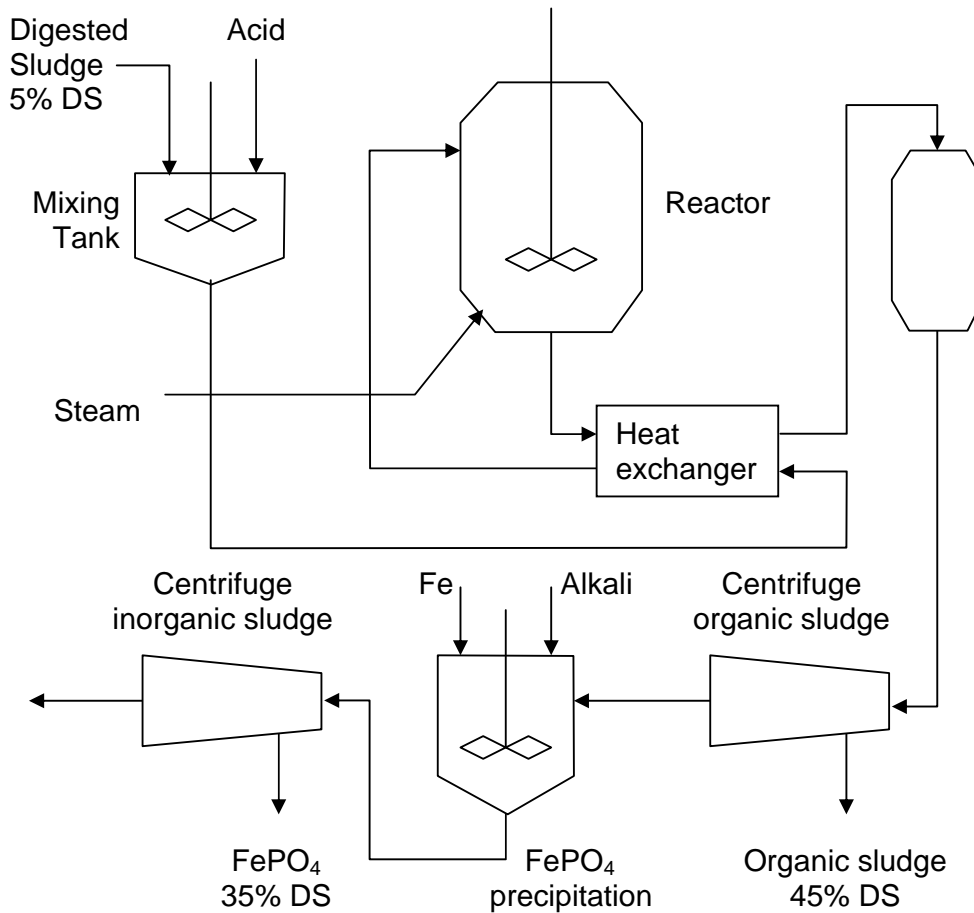 Digested
Sludge
5% DS
Acid
Mixing
Tank
Reactor
Steam
Heat
exchanger
Centrifuge
inorganic sludge
Fe
Alkali
Centrifuge
organic sludge
FePO₄
35% DS
FePO₄
precipitation
Organic sludge
45% DS